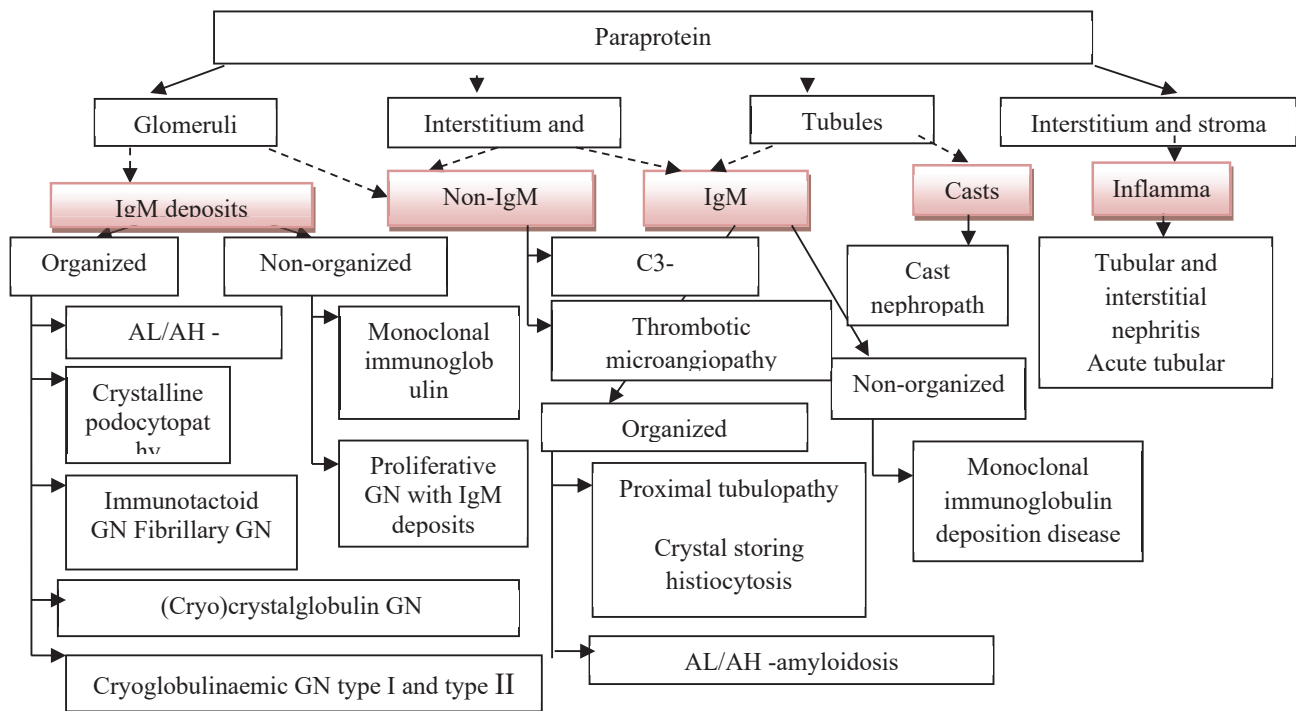 Paraprotein
Glomeruli
Interstitium and
Tubules
Interstitium and stroma
IgM deposits
Non-IgM
IgM
Casts
Inflamma
Organized
Non-organized
C3-
Cast
nephropath
Tubular and
interstitial
nephritis
Acute tubular
AL/AH -
Monoclonal
immunoglob
ulin
Thrombotic
microangiopathy
Non-organized
Crystalline
podocytopat
hy
Organized
Immunotactoid
GN Fibrillary GN
Proliferative
GN with IgM
deposits
Proximal tubulopathy
Crystal storing
histiocytosis
Monoclonal
immunoglobulin
deposition disease
(Cryo)crystalglobulin GN
AL/AH -amyloidosis
Cryoglobulinaemic GN type I and type II